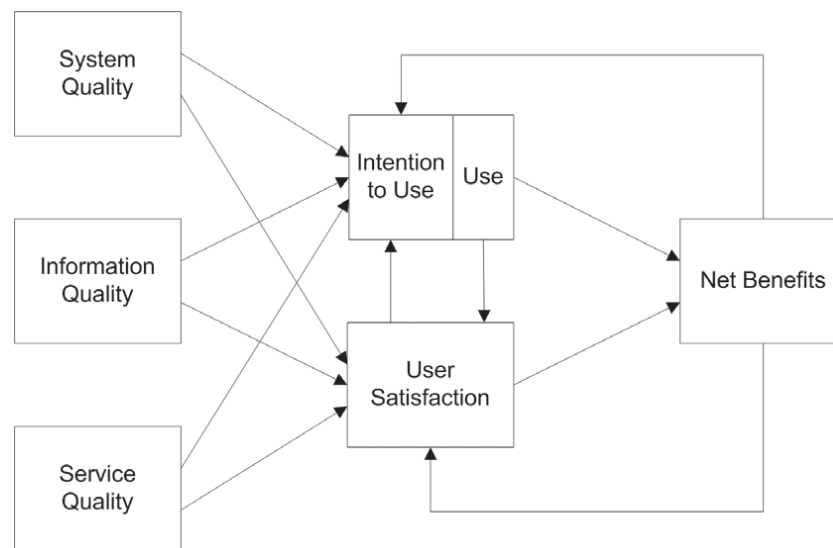 System
Quality
Intention
to Use
Use
Information
Quality
Net Benefits
User
Satisfaction
Service
Quality